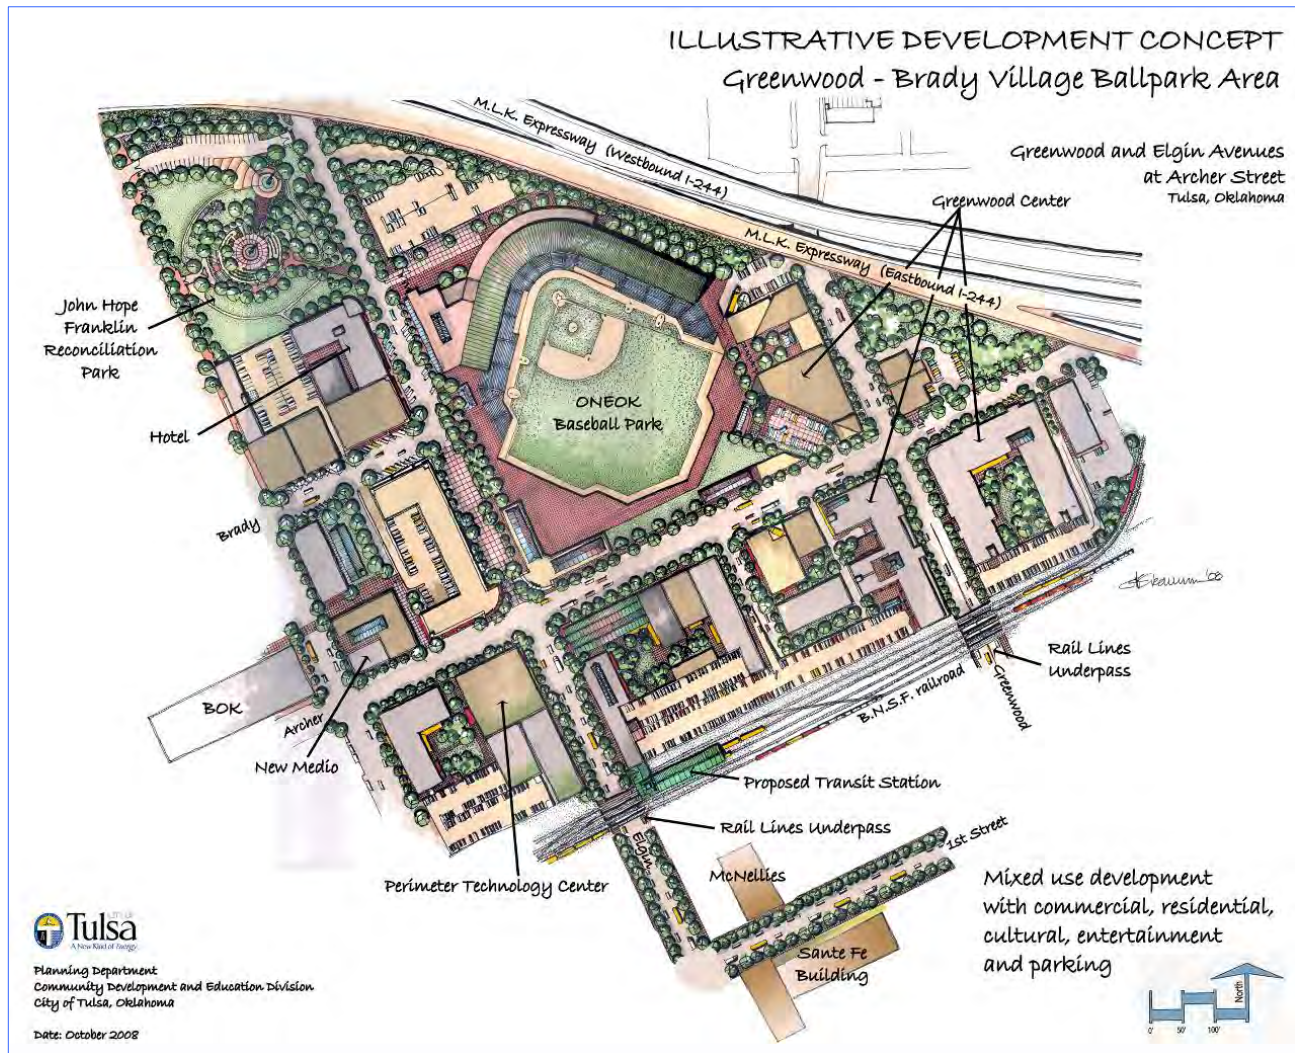 ILLUSTRATIVE DEVELOPMENT CONCEPT
Greenwood - Brady Village Ballpark Area
M.L.K. Expressway (Westbound I-244)
Greenwood and Elgin Avenues
at Archer Street
Tulsa, Oklahoma
Greenwood Center
M.L.K. Expressway (Eastbound I-244)
John Hope
Franklin
Reconciliation
Park
ONEOK
Baseball Park
Hotel
Brady
'08
Rail Lines
Underpass
Greenwood
B.N.S.F. railroad
BOK
Archer
New Medio
Proposed Transit Station
Rail Lines Underpass
Elgin
1st Street
McNellies
Perimeter Technology Center
Sante Fe
Building
Mixed use development
with commercial, residential,
cultural, entertainment
and parking
Tulsa
A New Kind of Energy
Planning Department
Community Development and Education Division
City of Tulsa, Oklahoma
Date: October 2008
North
0' 50' 100'